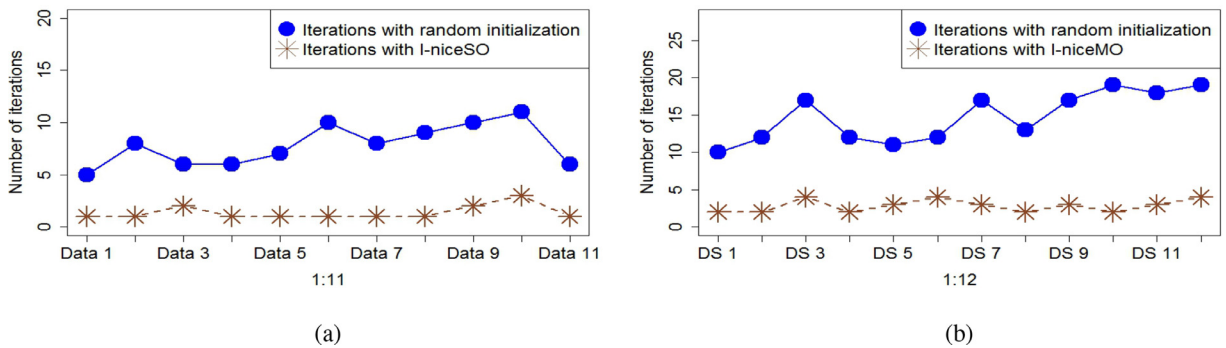 Iterations with random initialization
Iterations with I-niceSO
Number of iterations
20
15
10
5
0
Data 1
Data 3
Data 5
Data 7
Data 9
Data 11
1:11
(a)
Iterations with random initialization
Iterations with I-niceMO
Number of iterations
25
20
15
10
5
0
DS 1
DS 3
DS 5
DS 7
DS 9
DS 11
1:12
(b)